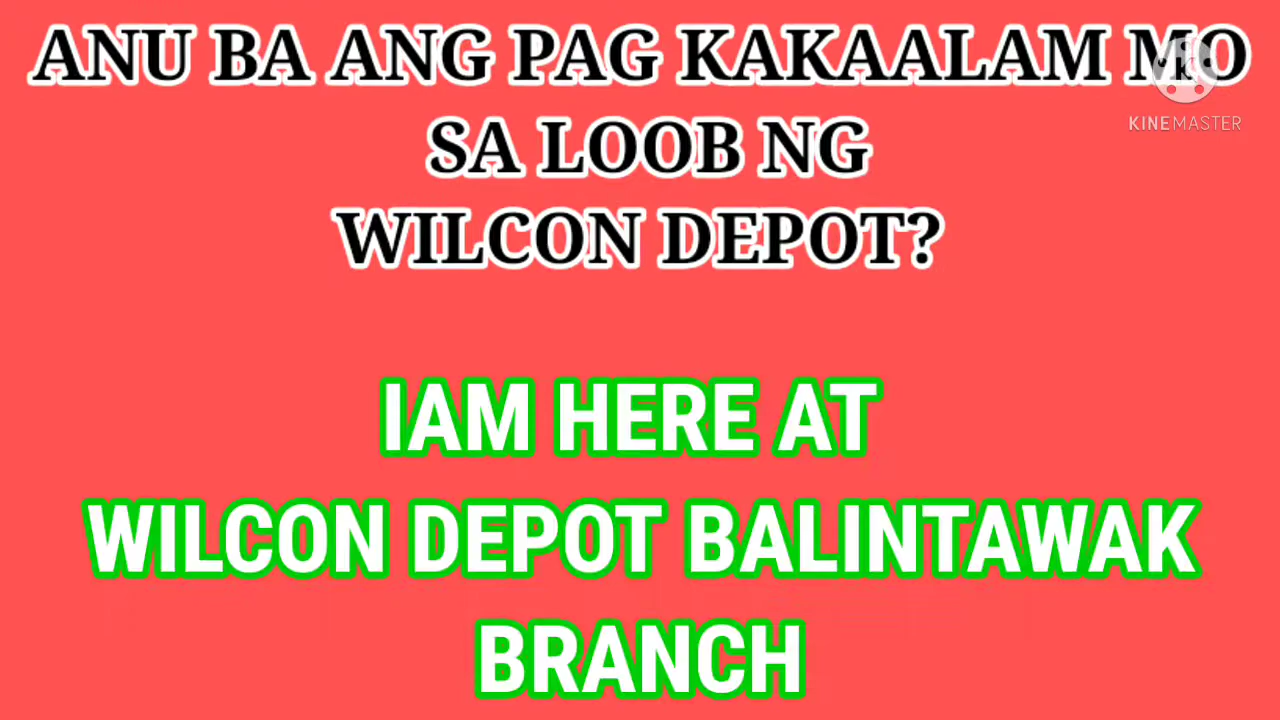 ANU BA ANG PAG KAKAALAM MO
SA LOOB NG
WILCON DEPOT?
KINEMASTER
IAM HERE AT
WILCON DEPOT BALINTAWAK
BRANCH